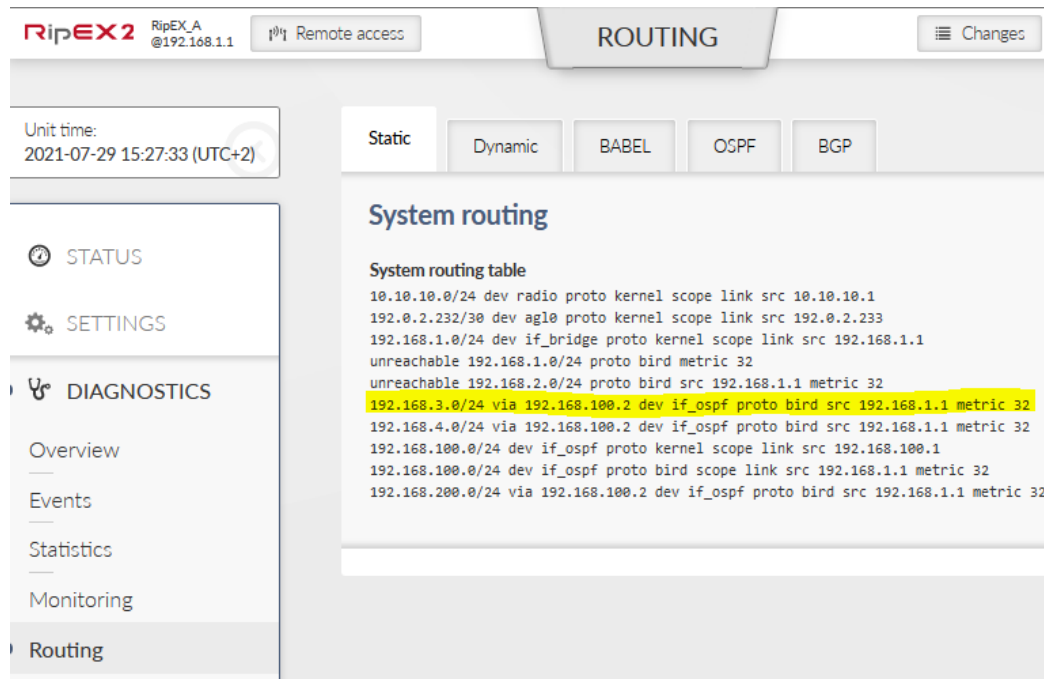 RipEX2 RipEX_A
@192.168.1.1
Remote access
ROUTING
Changes
Unit time:
2021-07-29 15:27:33 (UTC+2)
STATUS
SETTINGS
DIAGNOSTICS
Overview
Events
Statistics
Monitoring
Routing
Static
Dynamic
BABEL
OSPF
BGP
System routing
System routing table
10.10.10.0/24 dev radio proto kernel scope link src 10.10.10.1
192.0.2.232/30 dev agl0 proto kernel scope link src 192.0.2.233
192.168.1.0/24 dev if_bridge proto kernel scope link src 192.168.1.1
unreachable 192.168.1.0/24 proto bird metric 32
unreachable 192.168.2.0/24 proto bird src 192.168.1.1 metric 32
192.168.3.0/24 via 192.168.100.2 dev if_ospf proto bird src 192.168.1.1 metric 32
192.168.4.0/24 via 192.168.100.2 dev if_ospf proto bird src 192.168.1.1 metric 32
192.168.100.0/24 dev if_ospf proto kernel scope link src 192.168.100.1
192.168.100.0/24 dev if_ospf proto bird scope link src 192.168.1.1 metric 32
192.168.200.0/24 via 192.168.100.2 dev if_ospf proto bird src 192.168.1.1 metric 32